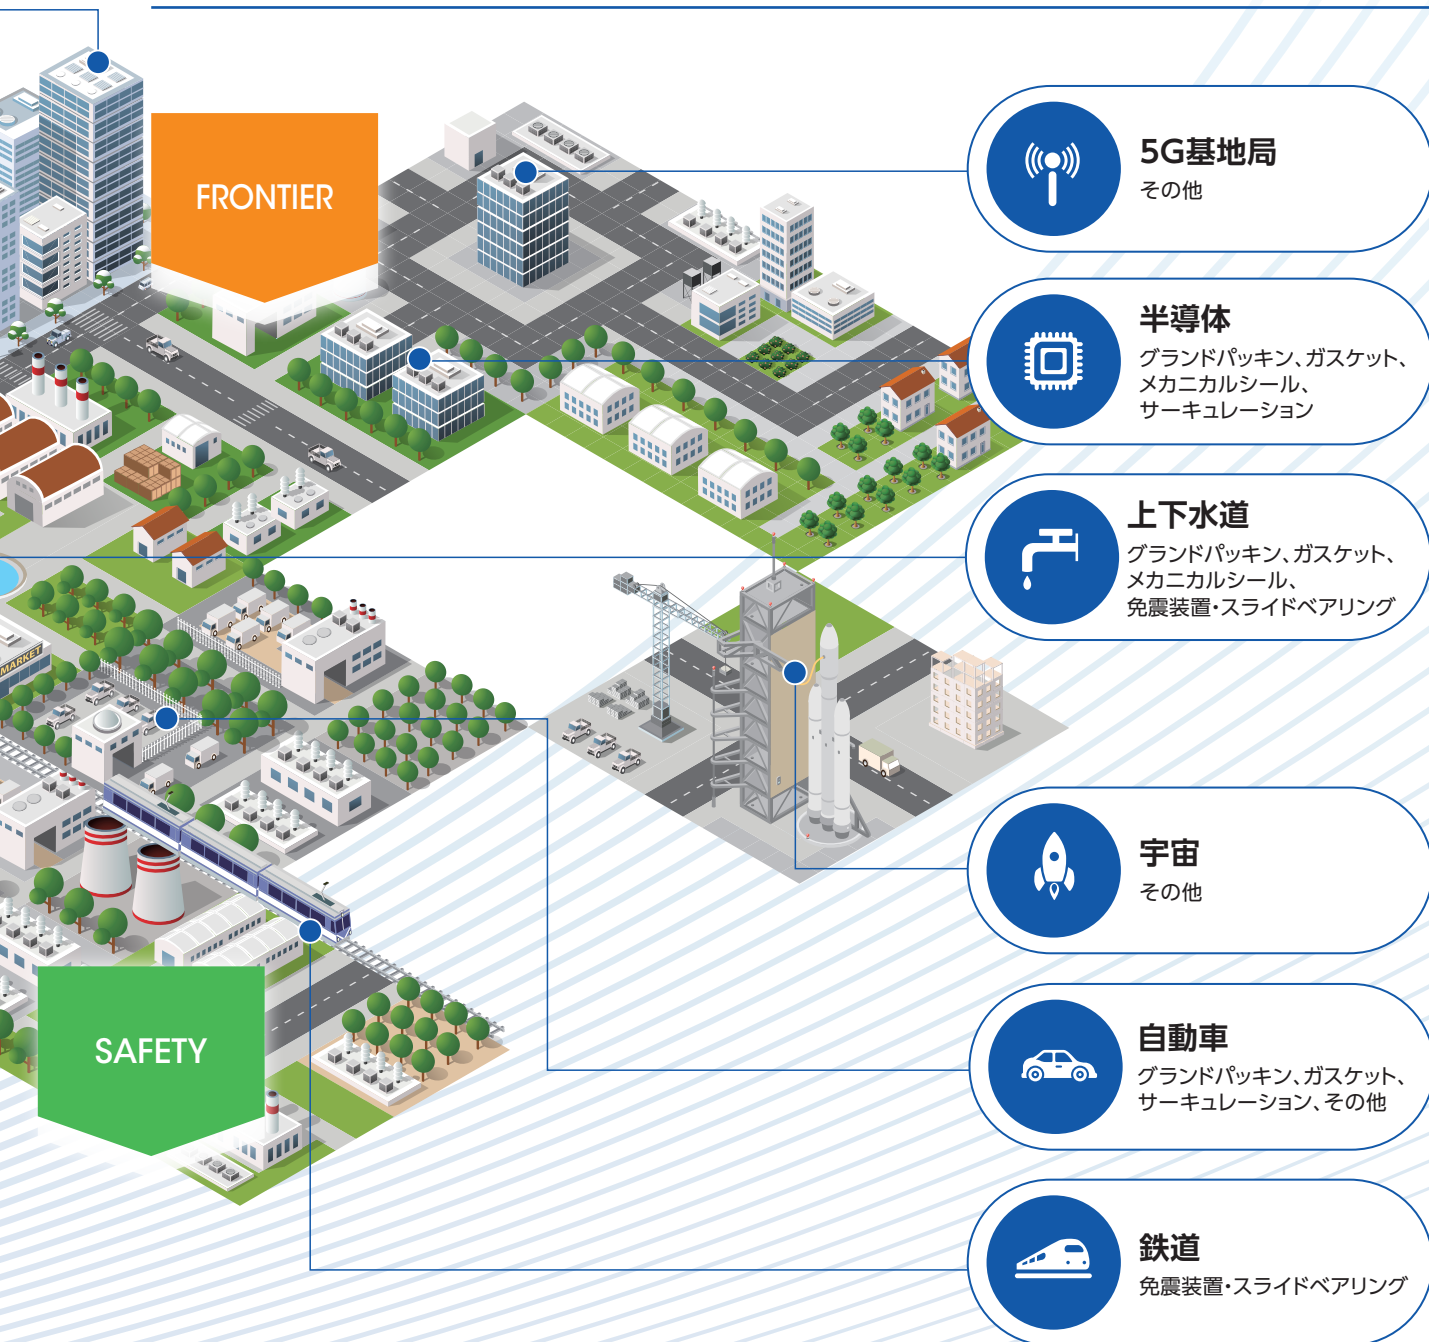 FRONTIER
5G基地局
その他
半導体
グランドパッキン、ガスケット、
メカニカルシール、
サーキュレーション
上下水道
グランドパッキン、ガスケット、
メカニカルシール、
免震装置・スライドベアリング
MARKET
宇宙
その他
自動車
グランドパッキン、ガスケット、
サーキュレーション、その他
SAFETY
鉄道
免震装置・スライドベアリング